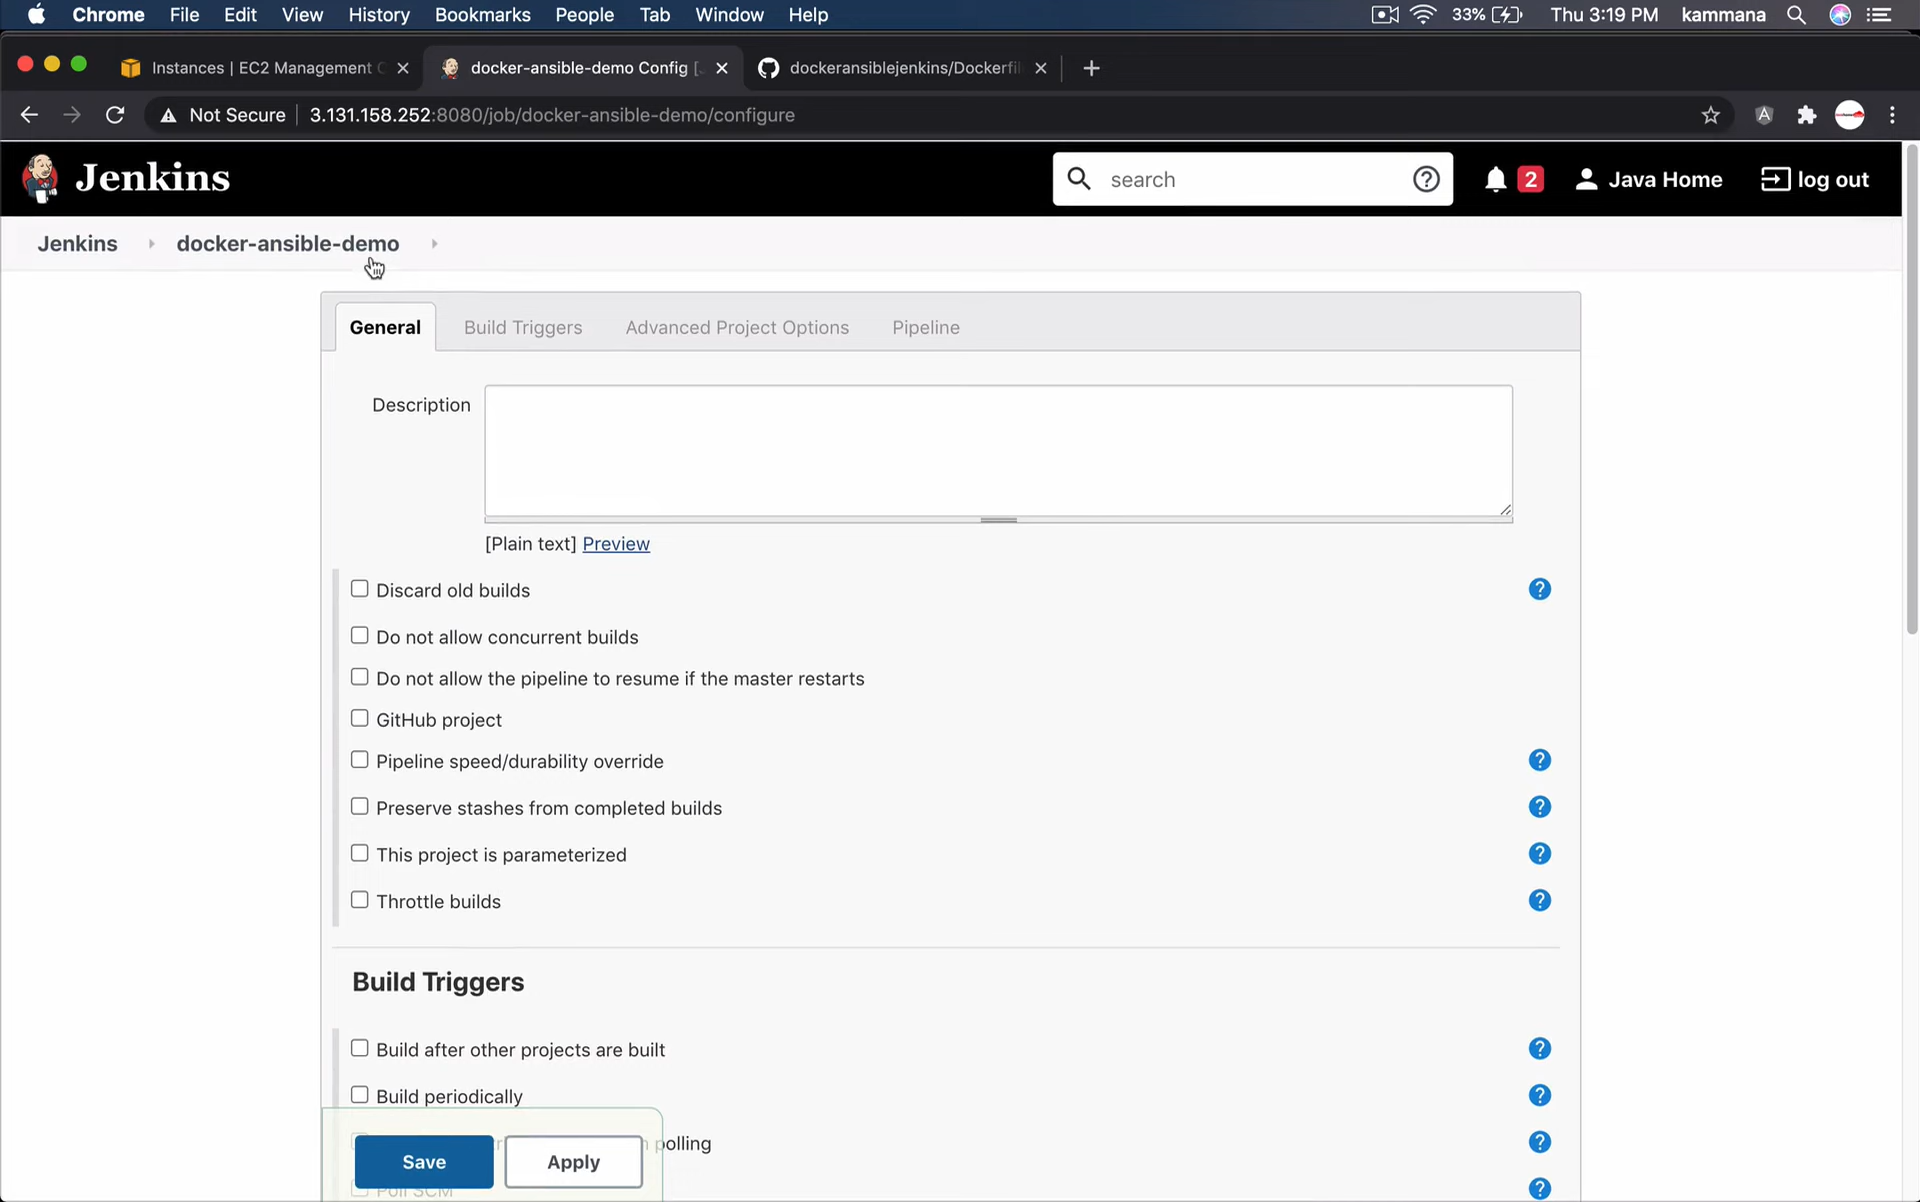 Chrome File Edit View History Bookmarks People Tab Window Help 33% Thu 3:19 PM kammana
Instances | EC2 Management docker-ansible-demo Config dockeransiblejenkins/Dockerfil
Not Secure 3.131.158.252:8080/job/docker-ansible-demo/configure
Jenkins search 2 Java Home log out
Jenkins docker-ansible-demo
General Build Triggers Advanced Project Options Pipeline
Description
[Plain text] Preview
Discard old builds
Do not allow concurrent builds
Do not allow the pipeline to resume if the master restarts
GitHub project
Pipeline speed/durability override
Preserve stashes from completed builds
This project is parameterized
Throttle builds
Build Triggers
Build after other projects are built
Build periodically
polling
Save Apply
Poll SCM